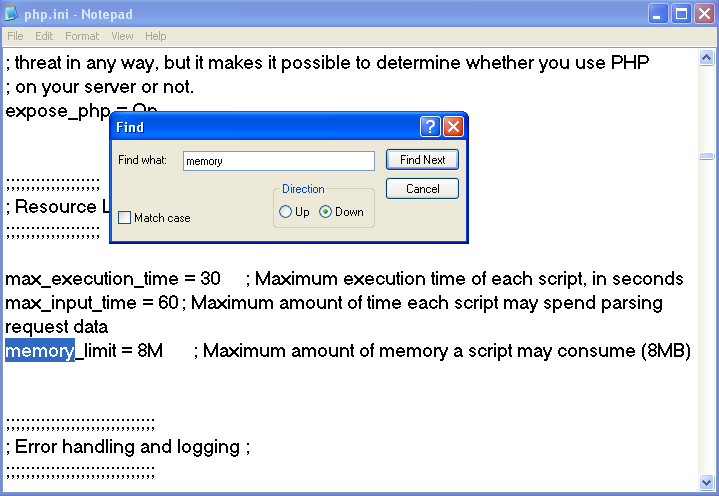 php.ini - Notepad
File Edit Format View Help
; threat in any way, but it makes it possible to determine whether you use PHP
; on your server or not.
expose_php = On
Find
Find what: memory Find Next
Direction Cancel
Match case Up Down
;;;;;;;;;;;;;;;;;;;
; Resource L
;;;;;;;;;;;;;;;;;;;
max_execution_time = 30 ; Maximum execution time of each script, in seconds
max_input_time = 60 ; Maximum amount of time each script may spend parsing
request data
memory_limit = 8M ; Maximum amount of memory a script may consume (8MB)
;;;;;;;;;;;;;;;;;;;;;;;;;;;;;;
; Error handling and logging ;
;;;;;;;;;;;;;;;;;;;;;;;;;;;;;;